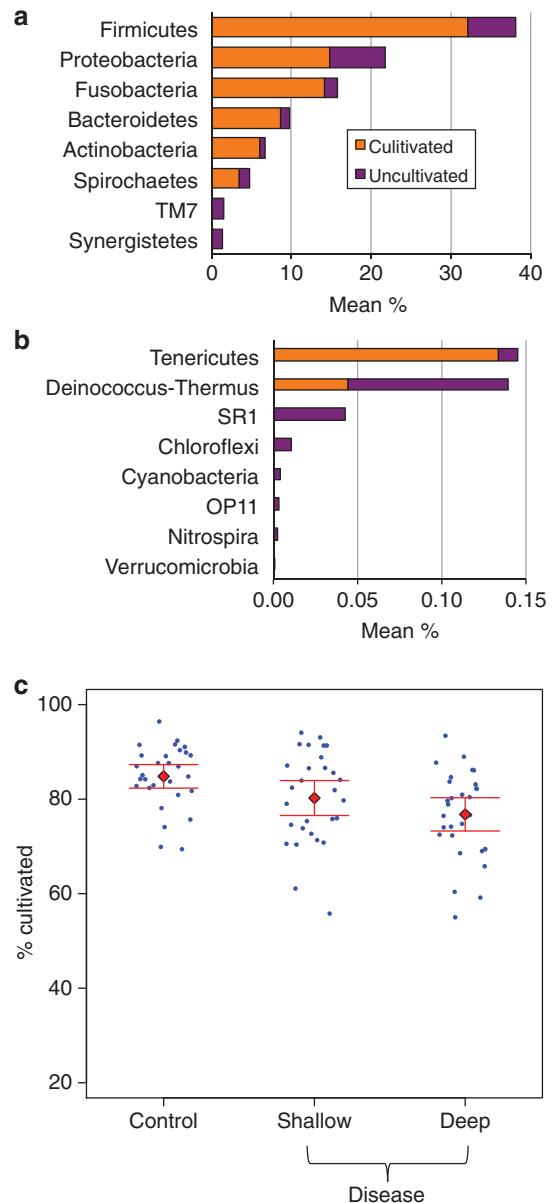 a
Firmicutes
Proteobacteria
Fusobacteria
Bacteroidetes
Actinobacteria
Spirochaetes
TM7
Synergistetes
Culitivated
Uncultivated
0 10 20 30 40
Mean %
b
Tenericutes
Deinococcus-Thermus
SR1
Chloroflexi
Cyanobacteria
OP11
Nitrospira
Verrucomicrobia
0.00 0.05 0.10 0.15
Mean %
c
% cultivated
100
80
60
40
20
Control Shallow Deep
Disease